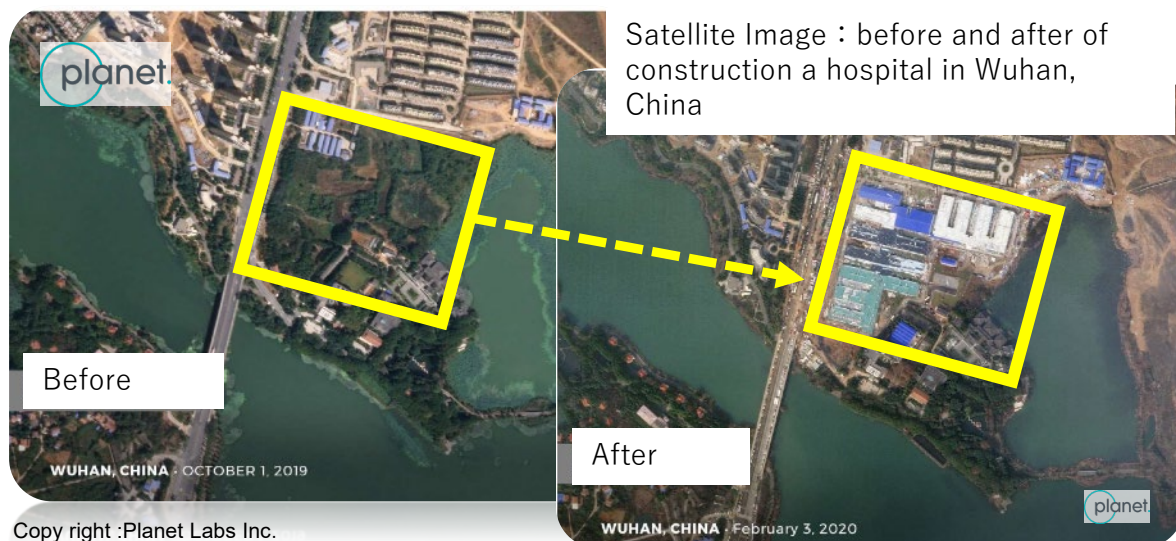 planet.
Satellite Image：before and after of
construction a hospital in Wuhan,
China
Before
WUHAN, CHINA · OCTOBER 1, 2019
After
WUHAN, CHINA · February 3, 2020
planet.
Copy right :Planet Labs Inc.